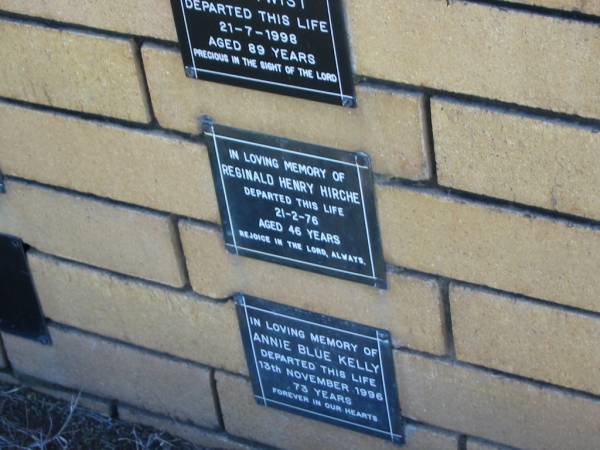 DEPARTED THIS LIFE
21-7-1998
AGED 89 YEARS
PRECIOUS IN THE SIGHT OF THE LORD
IN LOVING MEMORY OF
REGINALD HENRY HIRCHE
DEPARTED THIS LIFE
21-2-76
AGED 46 YEARS
REJOICE IN THE LORD, ALWAYS.
IN LOVING MEMORY OF
ANNIE BLUE KELLY
DEPARTED THIS LIFE
13th NOVEMBER 1996
73 YEARS
FOREVER IN OUR HEARTS